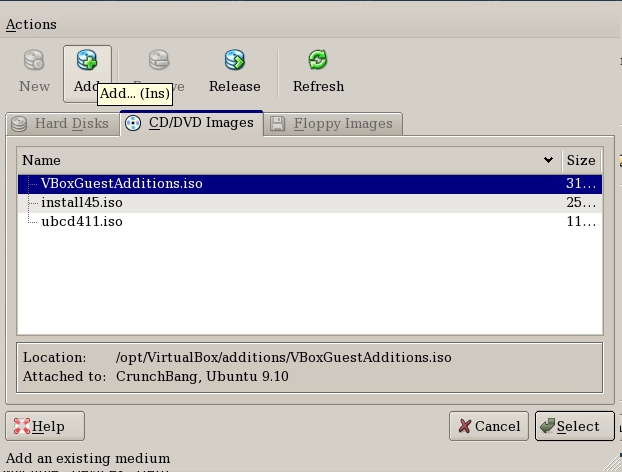 Actions
New Add Release Refresh
Add... (Ins)
Hard Disks CD/DVD Images Floppy Images
Name Size
VBoxGuestAdditions.iso 31...
install45.iso 25...
ubcd411.iso 11...
Location: /opt/VirtualBox/additions/VBoxGuestAdditions.iso
Attached to: CrunchBang, Ubuntu 9.10
Help Cancel Select
Add an existing medium